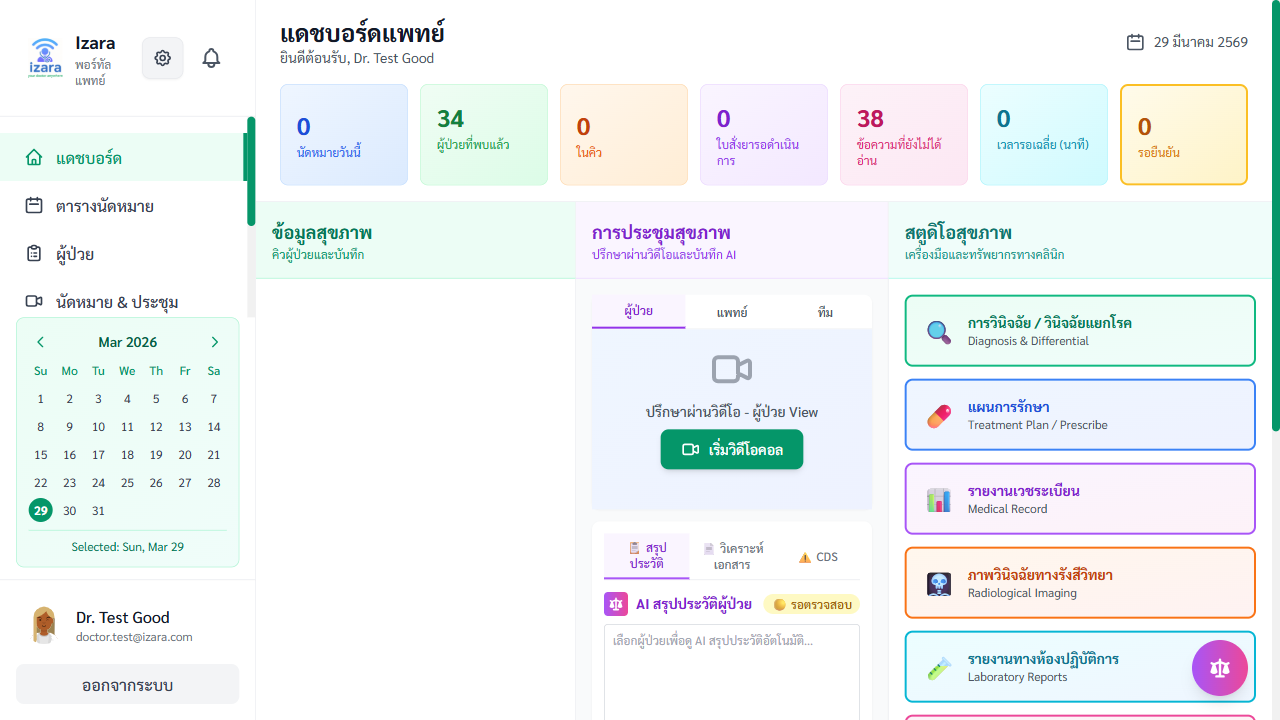 Izara
พอร์ทัล
แพทย์
izara
แดชบอร์ด
ตารางนัดหมาย
ผู้ป่วย
นัดหมาย & ประชุม
Mar 2026
Su Mo Tu We Th Fr Sa
1 2 3 4 5 6 7
8 9 10 11 12 13 14
15 16 17 18 19 20 21
22 23 24 25 26 27 28
29 30 31
Selected: Sun, Mar 29
Dr. Test Good
doctor.test@izara.com
ออกจากระบบ
แดชบอร์ดแพทย์
ยินดีต้อนรับ, Dr. Test Good
29 มีนาคม 2569
0
นัดหมายวันนี้
34
ผู้ป่วยที่พบแล้ว
0
ในคิว
0
ใบสั่งยารอดำเนิน
การ
38
ข้อความที่ยังไม่ได้
อ่าน
0
เวลารอเฉลี่ย (นาที)
0
รอยืนยัน
ข้อมูลสุขภาพ
คิวผู้ป่วยและบันทึก
การประชุมสุขภาพ
ปรึกษาผ่านวิดีโอและบันทึก AI
ผู้ป่วย แพทย์ ทีม
ปรึกษาผ่านวิดีโอ - ผู้ป่วย View
เริ่มวิดีโอคอล
สรุป
ประวัติ
วิเคราะห์
เอกสาร
CDS
AI สรุปประวัติผู้ป่วย
รอตรวจสอบ
เลือกผู้ป่วยเพื่อดู AI สรุปประวัติอัตโนมัติ...
สตูดิโอสุขภาพ
เครื่องมือและทรัพยากรทางคลินิก
การวินิจฉัย / วินิจฉัยแยกโรค
Diagnosis & Differential
แผนการรักษา
Treatment Plan / Prescribe
รายงานเวชระเบียน
Medical Record
ภาพวินิจฉัยทางรังสีวิทยา
Radiological Imaging
รายงานทางห้องปฏิบัติการ
Laboratory Reports